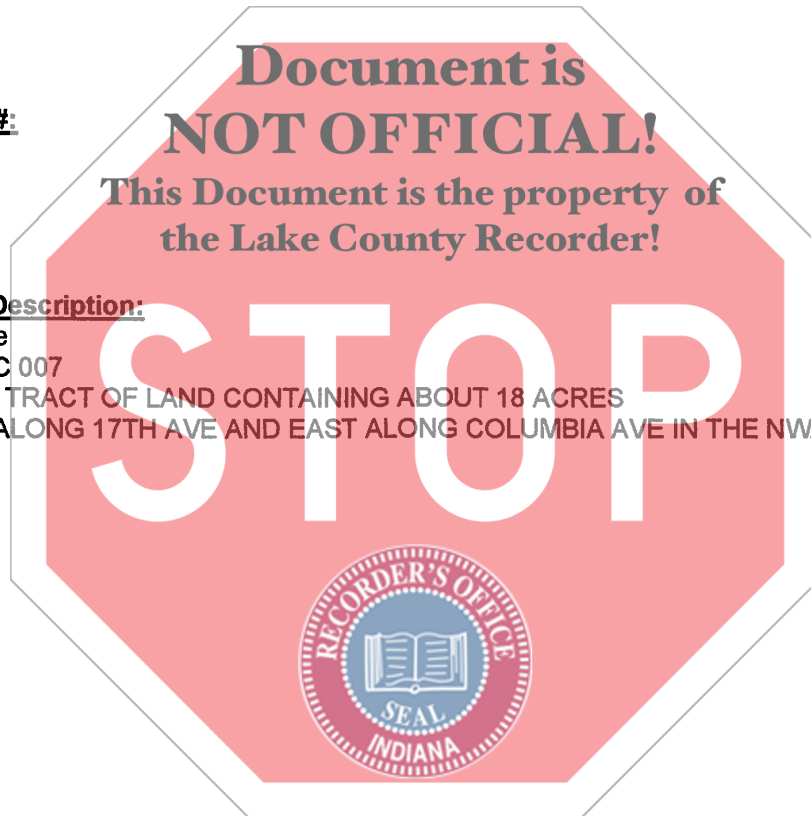 Document is
#:
NOT OFFICIAL!
This Document is the property of
the Lake County Recorder!
Description:
e
C 007
TRACT OF LAND CONTAINING ABOUT 18 ACRES
ALONG 17TH AVE AND EAST ALONG COLUMBIA AVE IN THE NW
STOP
RECORDER'S OFFICE
SEAL
INDIANA